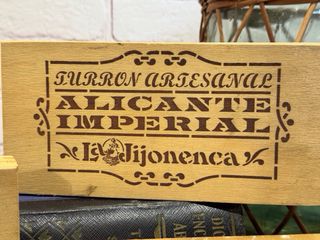 TURRON ARTESANAL
ALICANTE
IMPERIAL
La Jijonenca